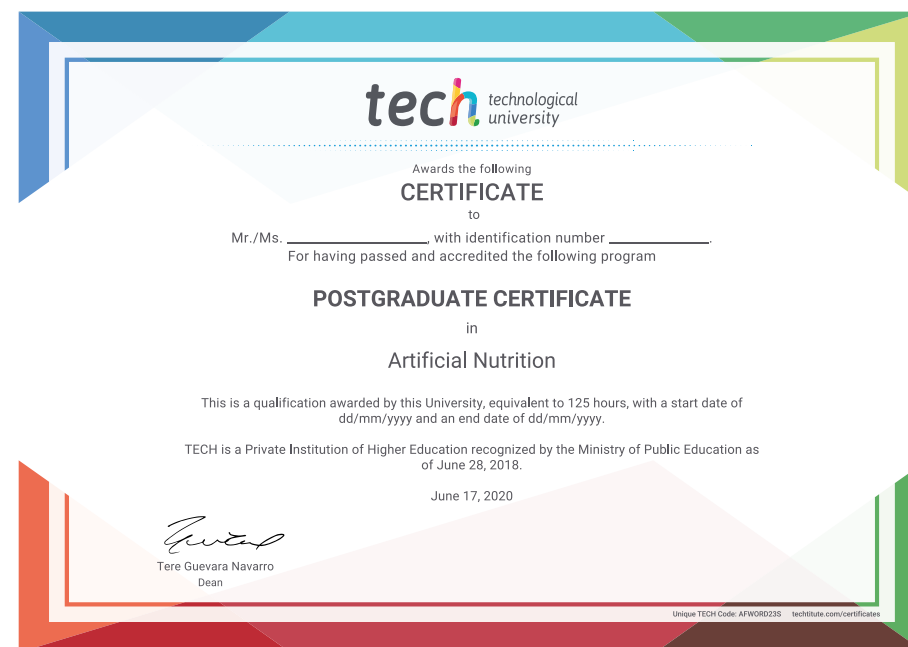 tech technological
university
Awards the following
CERTIFICATE
to
Mr./Ms. ____________, with identification number ____________.
For having passed and accredited the following program
POSTGRADUATE CERTIFICATE
in
Artificial Nutrition
This is a qualification awarded by this University, equivalent to 125 hours, with a start date of
dd/mm/yyyy and an end date of dd/mm/yyyy.
TECH is a Private Institution of Higher Education recognized by the Ministry of Public Education as
of June 28, 2018.
June 17, 2020
Tere Guevara Navarro
Dean
Unique TECH Code: AFWORD23S techtitute.com/certificates